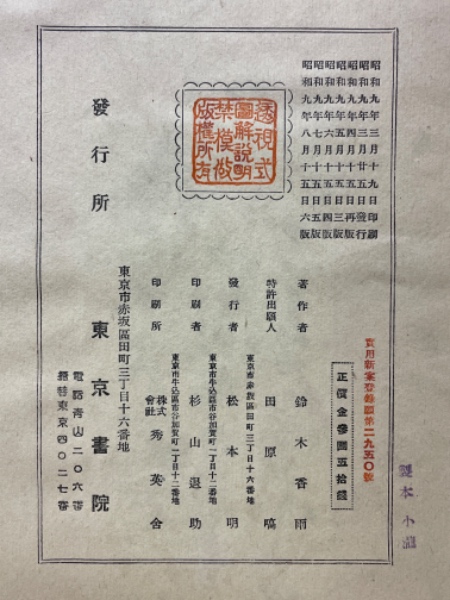 昭和九年三月十九日印刷
昭和九年三月廿五日發行
昭和九年四月十五日再版
昭和九年五月十五日三版
昭和九年六月十五日四版
昭和九年七月十五日五版
昭和九年八月十五日六版
透視式
圖解説明
禁模倣
版權所有
實用新案登錄願第二九五〇號
正價金參圓五拾錢
著作者 鈴木香雨
特許出願人 田原
東京市赤坂區田町三丁目十六番地
發行者 松本明
東京市牛込區市谷加賀町一丁目十二番地
印刷者 杉山退助
東京市牛込區市谷加賀町一丁目十二番地
印刷所 株式會社 秀英舍
東京市赤坂區田町三丁目十六番地
發行所 東京書院
電話青山二〇六番
振替東京四〇二七番
製本 小